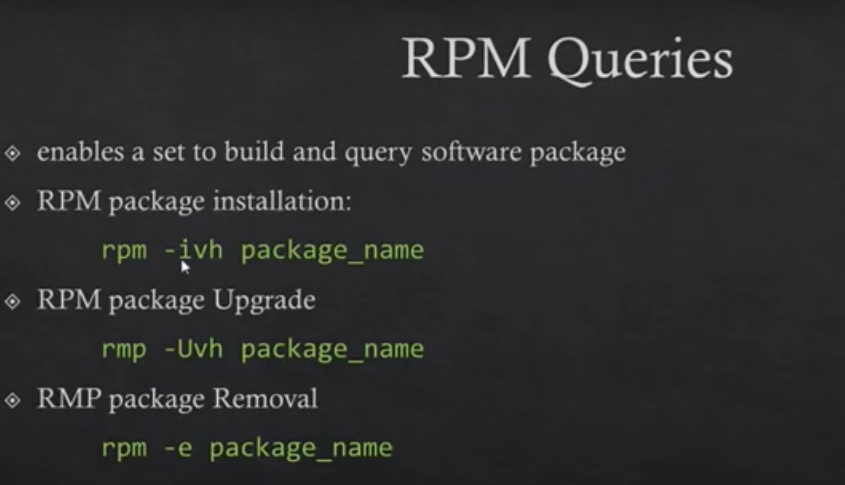 RPM Queries
enables a set to build and query software package
RPM package installation:
rpm -ivh package_name
RPM package Upgrade
rmp -Uvh package_name
RMP package Removal
rpm -e package_name